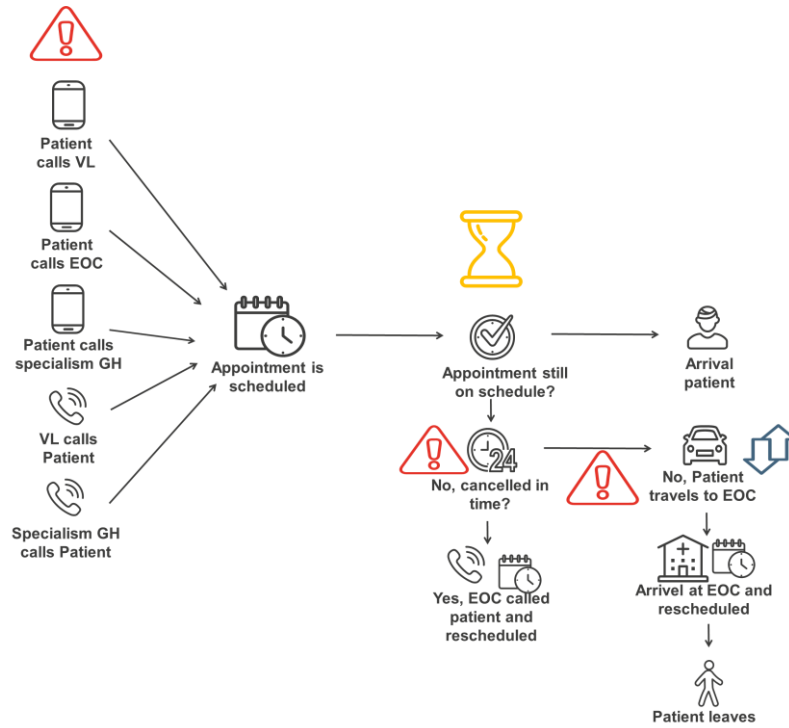 Patient
calls VL
Patient
calls EOC
Patient calls
specialism GH
VL calls
Patient
Specialism GH
calls Patient
Appointment is
scheduled
Appointment still
on schedule?
Arrival
patient
24
No, cancelled in
time?
No, Patient
travels to EOC
Yes, EOC called
patient and
rescheduled
Arrivel at EOC and
rescheduled
Patient leaves